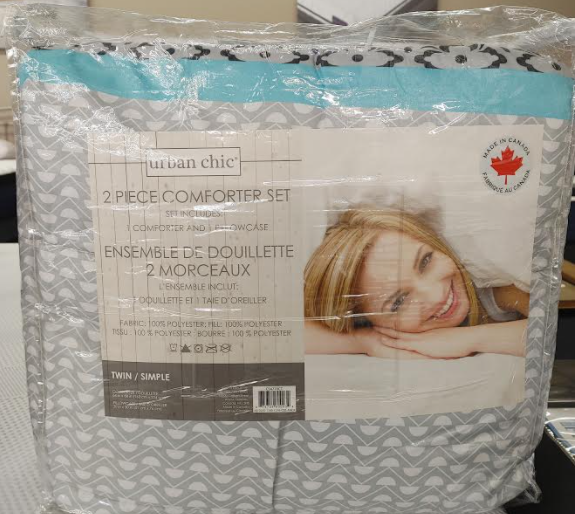 urban chic
MADE IN CANADA
FABRIQUÉ AU CANADA
2 PIECE COMFORTER SET
SET INCLUDES
1 COMFORTER AND 1 PILLOWCASE
ENSEMBLE DE DOUILLETTE
2 MORCEAUX
L'ENSEMBLE INCLUT:
1 DOUILLETTE ET 1 TAIE D'OREILLER
FABRIC: 100% POLYESTER; FILL: 100% POLYESTER
TISSU : 100 % POLYESTER BOURRE : 100 % POLYESTER
TWIN / SIMPLE